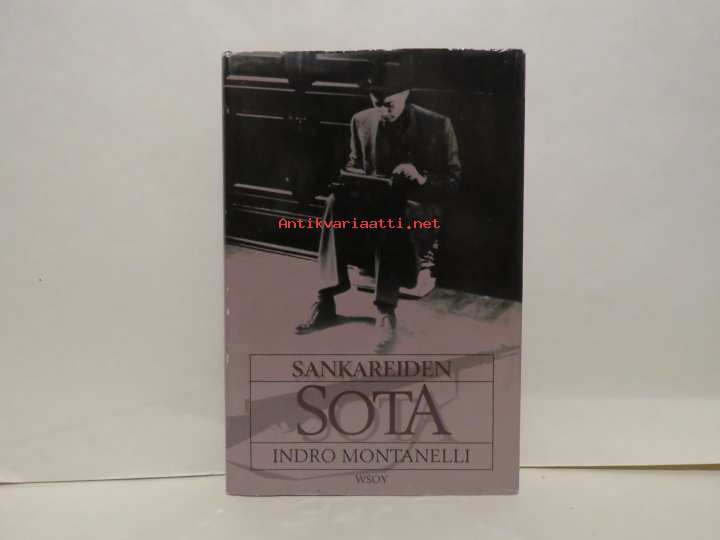 Antikvariaatti.net
SANKAREIDEN
SOTA
INDRO MONTANELLI
WSOY